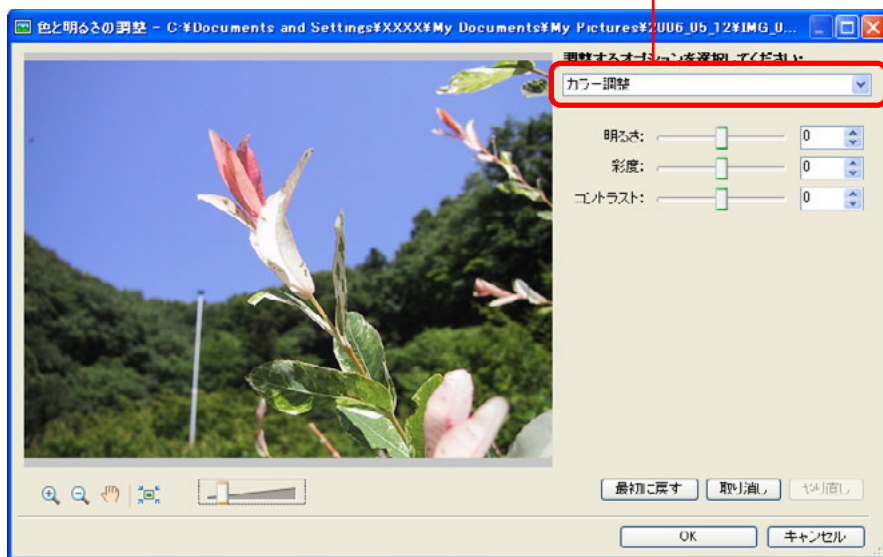 色と明るさの調整 - C:¥Documents and Settings¥XXXX¥My Documents¥My Pictures¥2006_05_12¥IMG_0...
調整するオプションを選択してください:
カラー調整
明るさ: 0
彩度: 0
コントラスト: 0
最初に戻す 取り消し やり直し
OK キャンセル